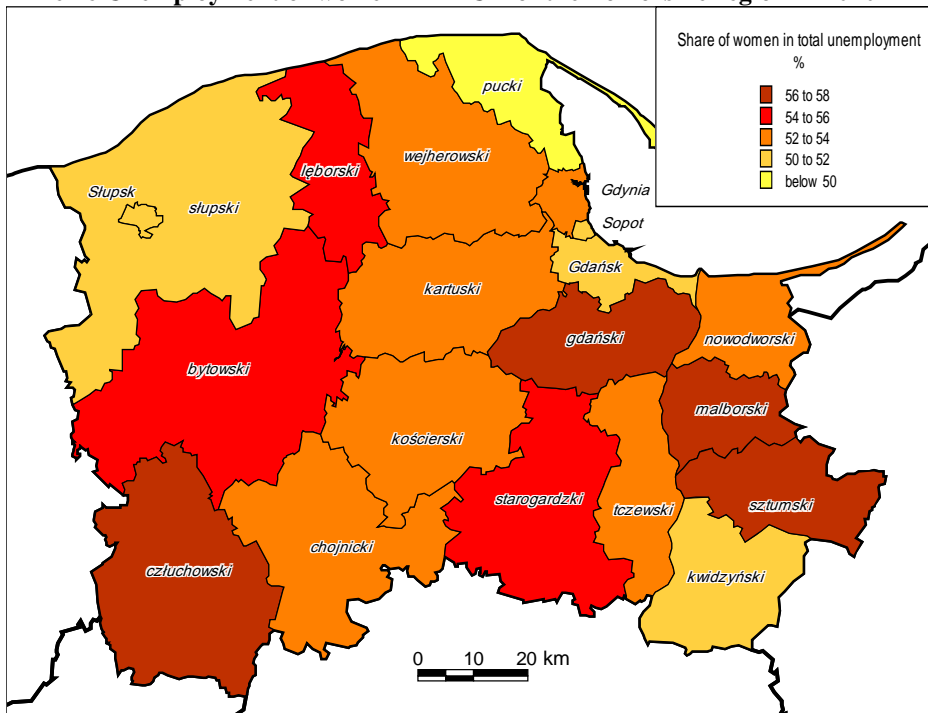 Share of women in total unemployment
%
56 to 58
54 to 56
52 to 54
50 to 52
below 50
pucki
lęborski
wejherowski
Słupsk
słupski
Gdynia
Sopot
Gdańsk
kartuski
gdański
nowodworski
bytowski
malborski
kościerski
starogardzki
tczewski
sztumski
chojnicki
człuchowski
kwidzyński
0 10 20 km